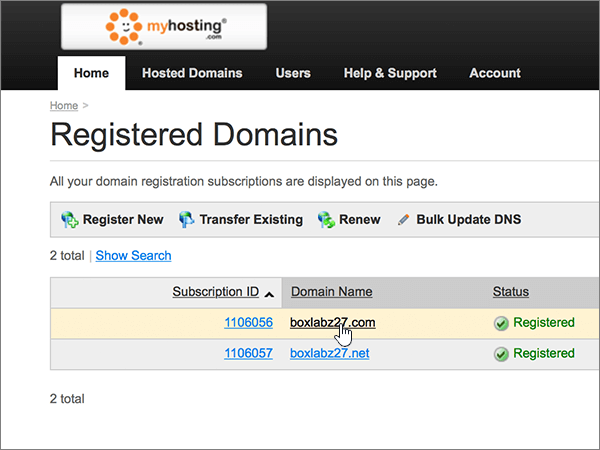 myhosting®
.com
Home Hosted Domains Users Help & Support Account
Home >
Registered Domains
All your domain registration subscriptions are displayed on this page.
Register New Transfer Existing Renew Bulk Update DNS
2 total | Show Search
Subscription ID Domain Name Status
1106056 boxlabz27.com Registered
1106057 boxlabz27.net Registered
2 total